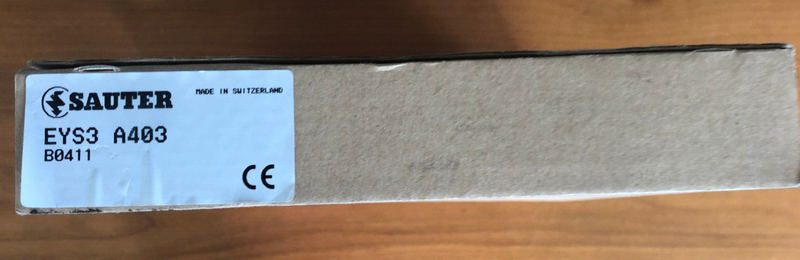 SAUTER
MADE IN SWITZERLAND
EYS3 A403
B0411
CE